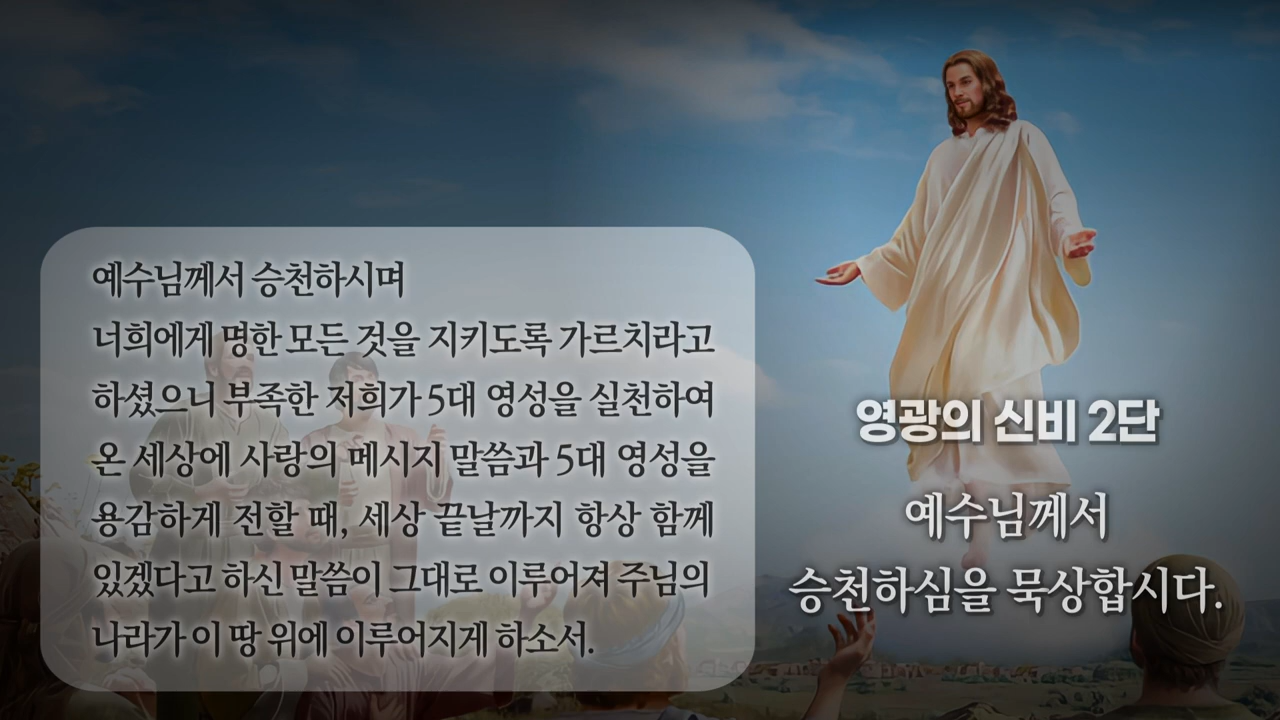 예수님께서 승천하시며
너희에게 명한 모든 것을 지키도록 가르치라고
하셨으니 부족한 저희가 5대 영성을 실천하여
온 세상에 사랑의 메시지 말씀과 5대 영성을
용감하게 전할 때, 세상 끝날까지 항상 함께
있겠다고 하신 말씀이 그대로 이루어져 주님의
나라가 이 땅 위에 이루어지게 하소서.
영광의 신비 2단
예수님께서
승천하심을 묵상합시다.